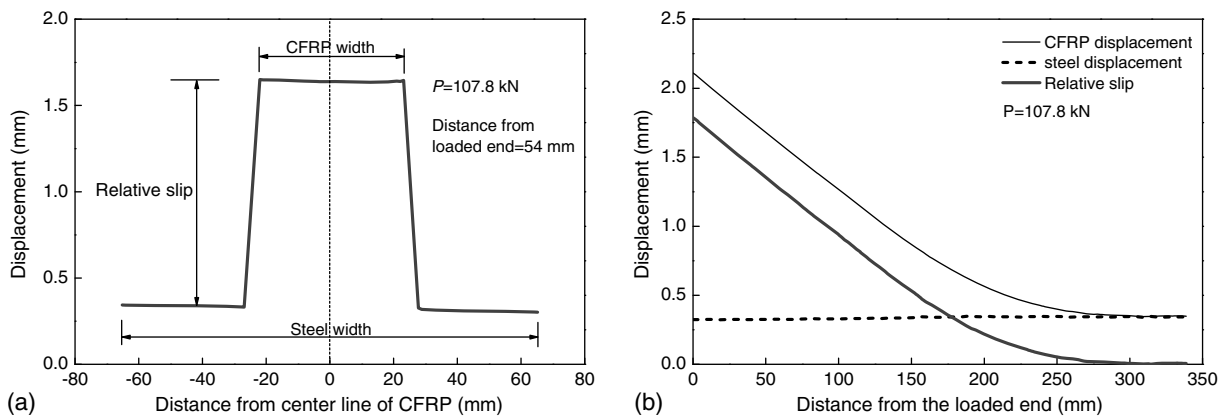 2.0
1.5
1.0
0.5
0.0
Displacement (mm)
CFRP width
P=107.8 kN
Distance from
loaded end=54 mm
Relative slip
Steel width
-80 -60 -40 -20 0 20 40 60 80
(a) Distance from center line of CFRP (mm)
2.5
2.0
1.5
1.0
0.5
0.0
Displacement (mm)
CFRP displacement
steel displacement
Relative slip
P=107.8 kN
0 50 100 150 200 250 300 350
(b) Distance from the loaded end (mm)